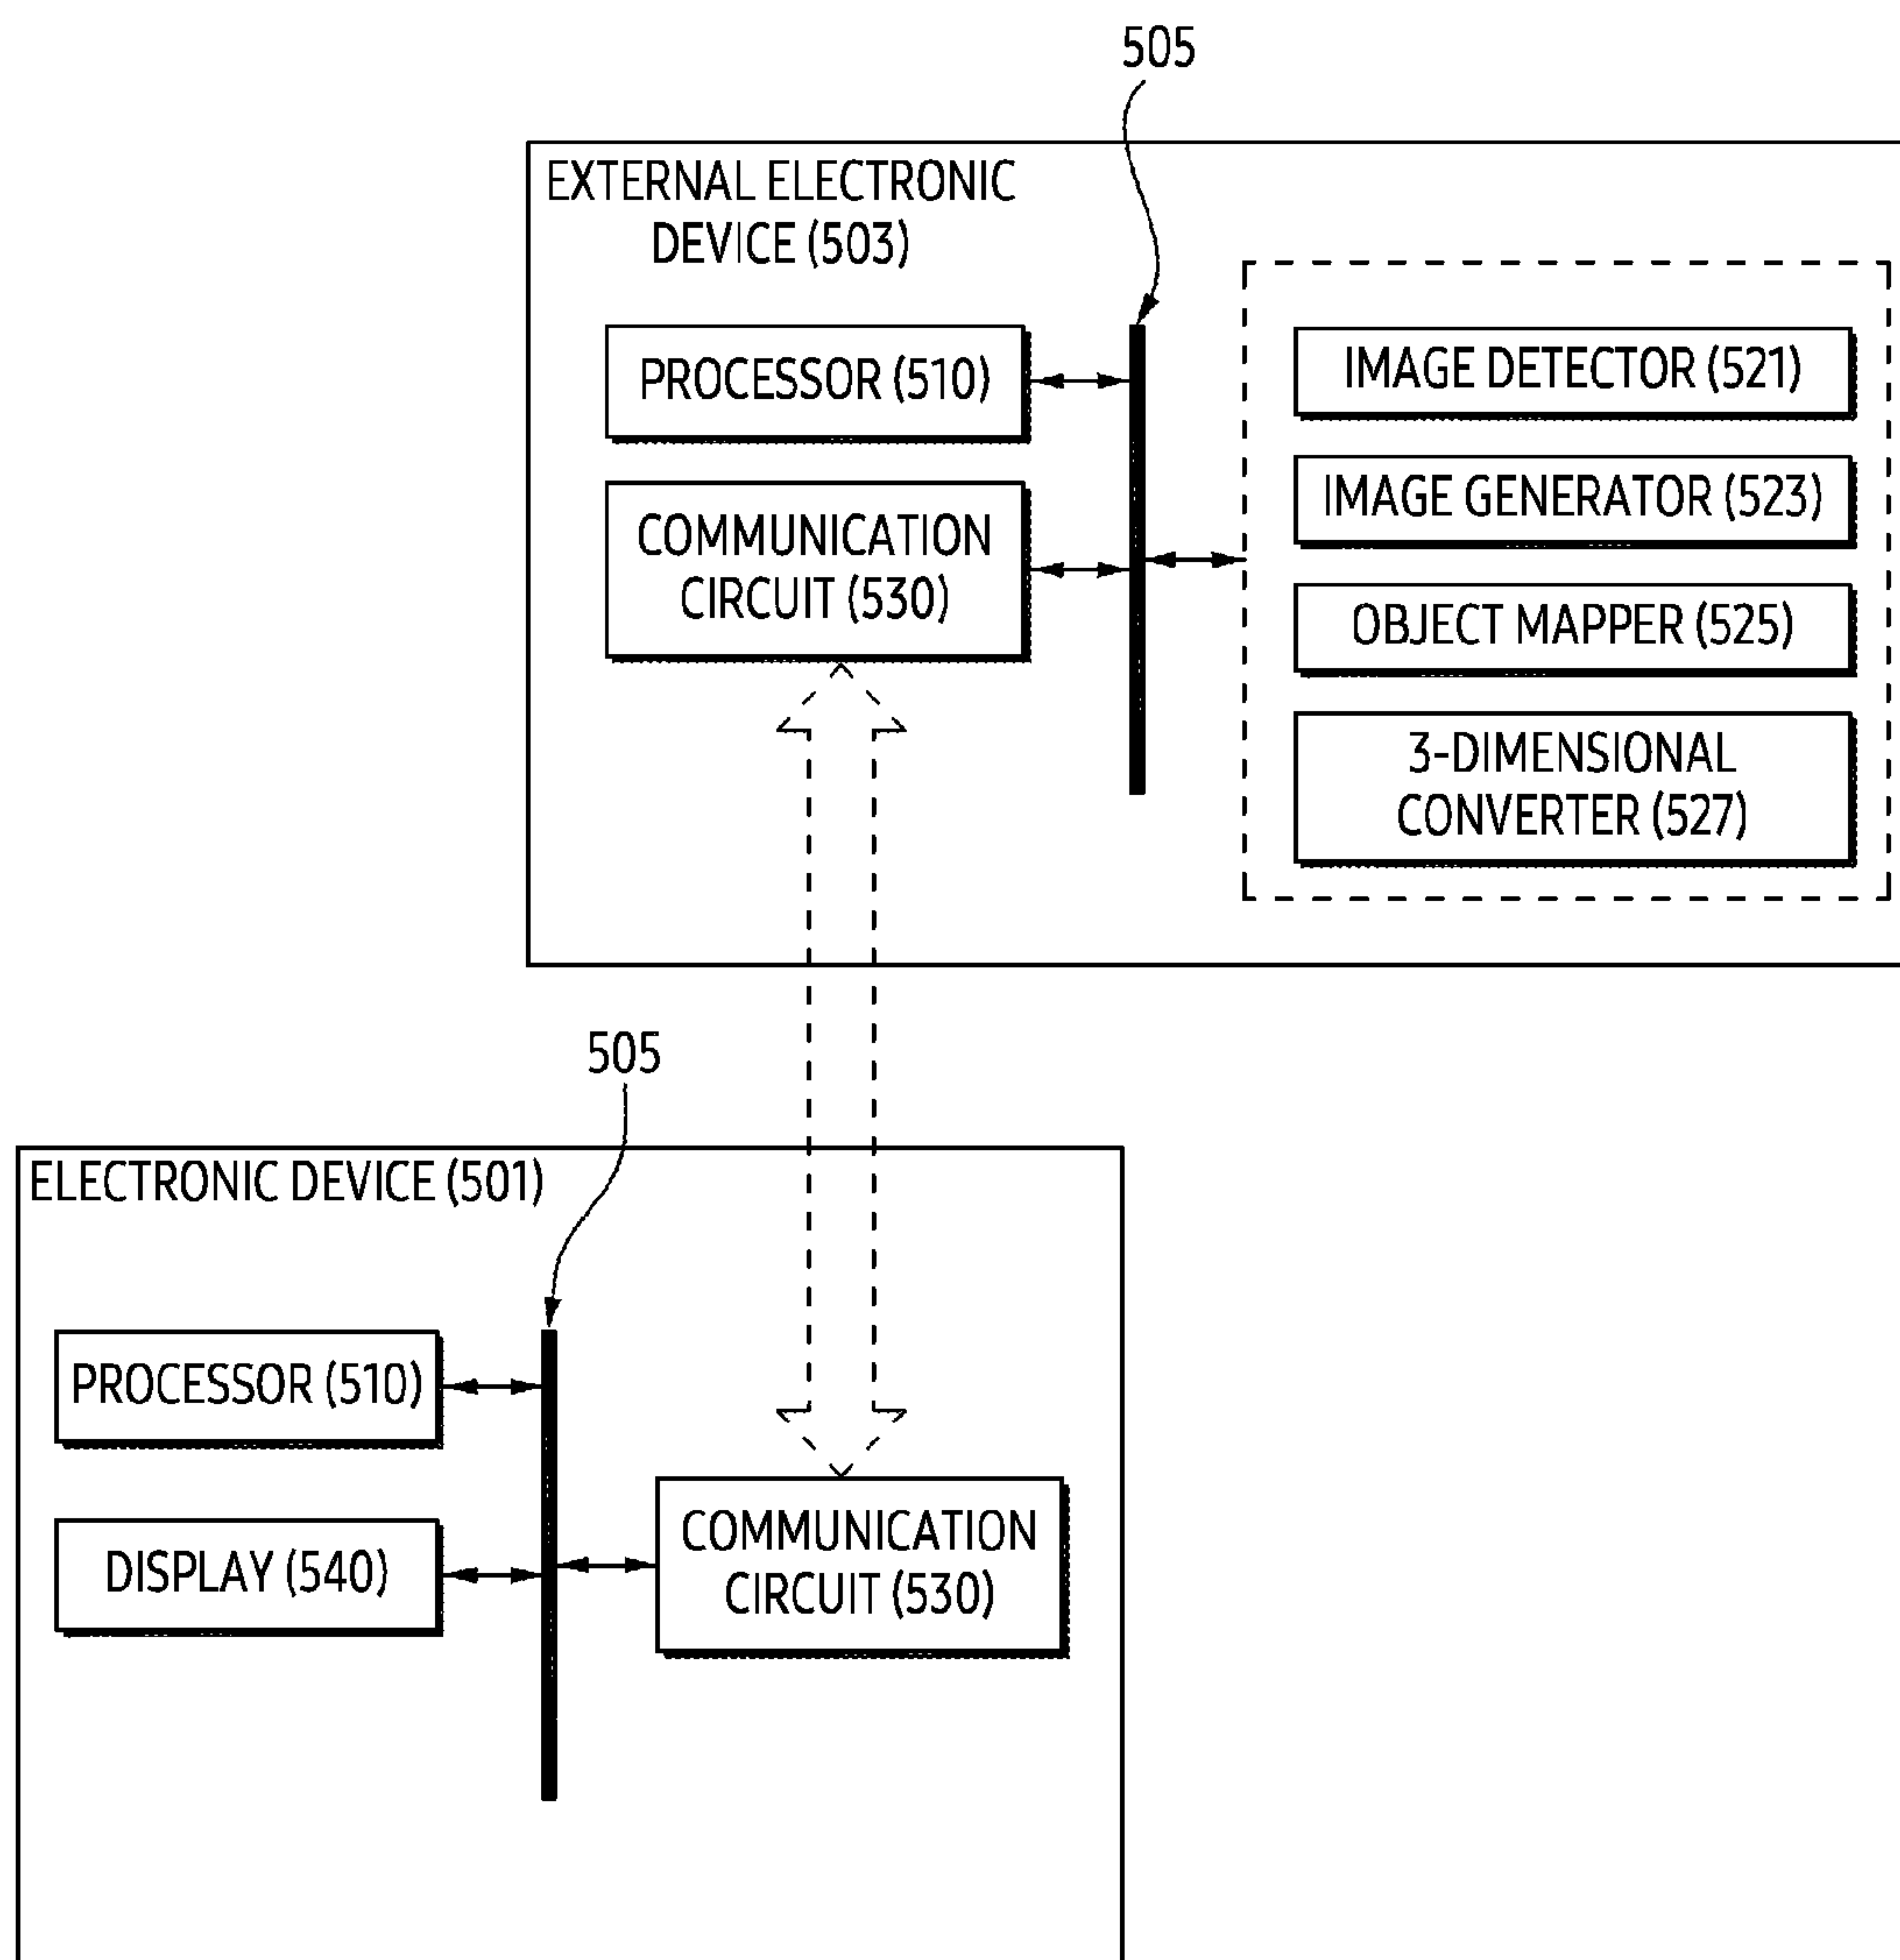 505
EXTERNAL ELECTRONIC
DEVICE (503)
PROCESSOR (510)
COMMUNICATION
CIRCUIT (530)
IMAGE DETECTOR (521)
IMAGE GENERATOR (523)
OBJECT MAPPER (525)
3-DIMENSIONAL
CONVERTER (527)
505
ELECTRONIC DEVICE (501)
PROCESSOR (510)
DISPLAY (540)
COMMUNICATION
CIRCUIT (530)